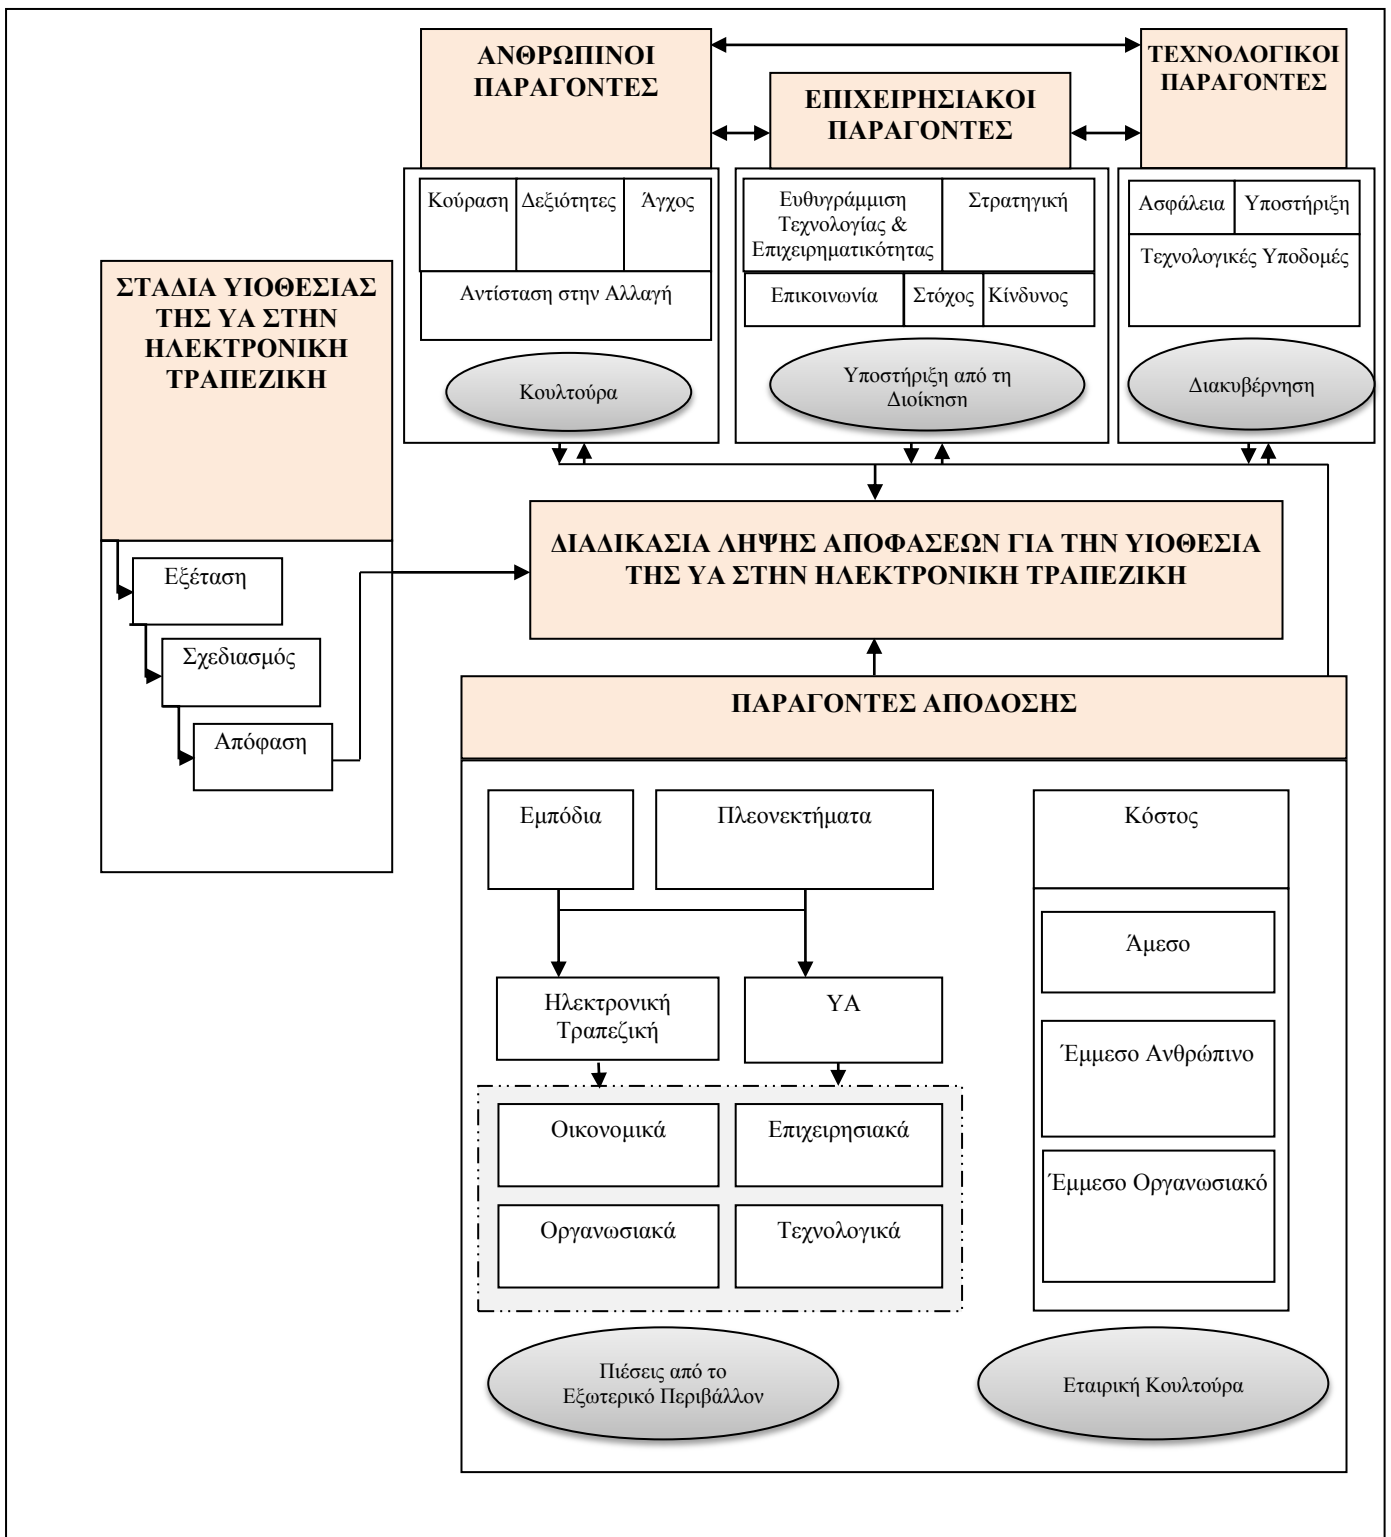 ΑΝΘΡΩΠΙΝΟΙ
ΠΑΡΑΓΟΝΤΕΣ
ΕΠΙΧΕΙΡΗΣΙΑΚΟΙ
ΠΑΡΑΓΟΝΤΕΣ
ΤΕΧΝΟΛΟΓΙΚΟΙ
ΠΑΡΑΓΟΝΤΕΣ
Κούραση
Δεξιότητες
Άγχος
Αντίσταση στην Αλλαγή
Κουλτούρα
Ευθυγράμμιση
Τεχνολογίας &
Επιχειρηματικότητας
Στρατηγική
Επικοινωνία
Στόχος
Κίνδυνος
Υποστήριξη από τη
Διοίκηση
Ασφάλεια
Υποστήριξη
Τεχνολογικές Υποδομές
Διακυβέρνηση
ΣΤΑΔΙΑ ΥΙΟΘΕΣΙΑΣ
ΤΗΣ ΥΑ ΣΤΗΝ
ΗΛΕΚΤΡΟΝΙΚΗ
ΤΡΑΠΕΖΙΚΗ
Εξέταση
Σχεδιασμός
Απόφαση
ΔΙΑΔΙΚΑΣΙΑ ΛΗΨΗΣ ΑΠΟΦΑΣΕΩΝ ΓΙΑ ΤΗΝ ΥΙΟΘΕΣΙΑ
ΤΗΣ ΥΑ ΣΤΗΝ ΗΛΕΚΤΡΟΝΙΚΗ ΤΡΑΠΕΖΙΚΗ
ΠΑΡΑΓΟΝΤΕΣ ΑΠΟΔΟΣΗΣ
Εμπόδια
Πλεονεκτήματα
Κόστος
Ηλεκτρονική
Τραπεζική
ΥΑ
Οικονομικά
Επιχειρησιακά
Οργανωσιακά
Τεχνολογικά
Άμεσο
Έμμεσο Ανθρώπινο
Έμμεσο Οργανωσιακό
Πιέσεις από το
Εξωτερικό Περιβάλλον
Εταιρική Κουλτούρα